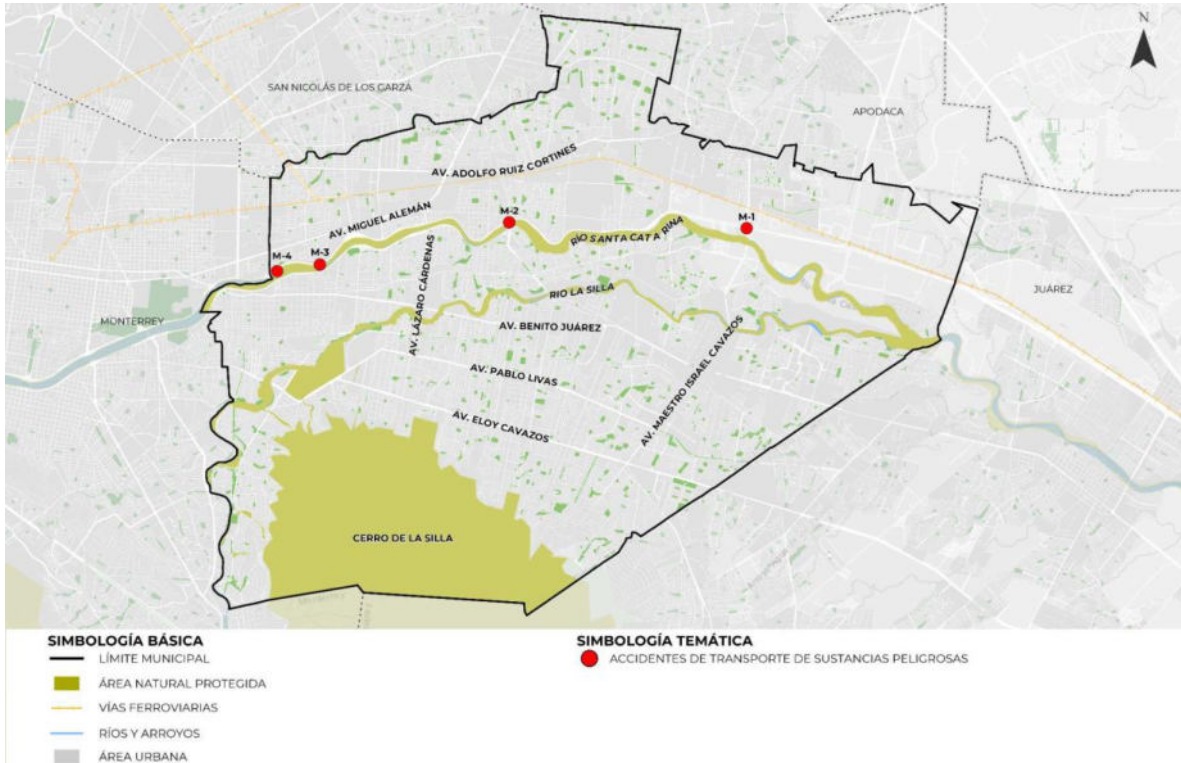 N
SAN NICOLÁS DE LOS GARZA
APODACA
AV. ADOLFO RUIZ CORTINES
AV. MIGUEL ALEMÁN
M-2
M-1
RÍO SANTA CATARINA
M-4
M-3
AV. LÁZARO CÁRDENAS
RIO LA SILLA
JUÁREZ
MONTERREY
AV. BENITO JUÁREZ
AV. MAESTRO ISRAEL CAVAZOS
AV. PABLO LIVAS
AV. ELOY CAVAZOS
CERRO DE LA SILLA
SIMBOLOGÍA BÁSICA
LÍMITE MUNICIPAL
ÁREA NATURAL PROTEGIDA
VÍAS FERROVIARIAS
RÍOS Y ARROYOS
ÁREA URBANA
SIMBOLOGÍA TEMÁTICA
ACCIDENTES DE TRANSPORTE DE SUSTANCIAS PELIGROSAS